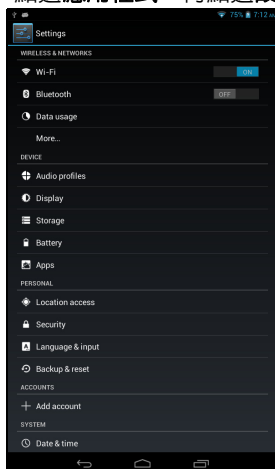 75% 7:12 AM
Settings
WIRELESS & NETWORKS
Wi-Fi ON
Bluetooth OFF
Data usage
More...
DEVICE
Audio profiles
Display
Storage
Battery
Apps
PERSONAL
Location access
Security
A Language & input
Backup & reset
ACCOUNTS
Add account
SYSTEM
Date & time